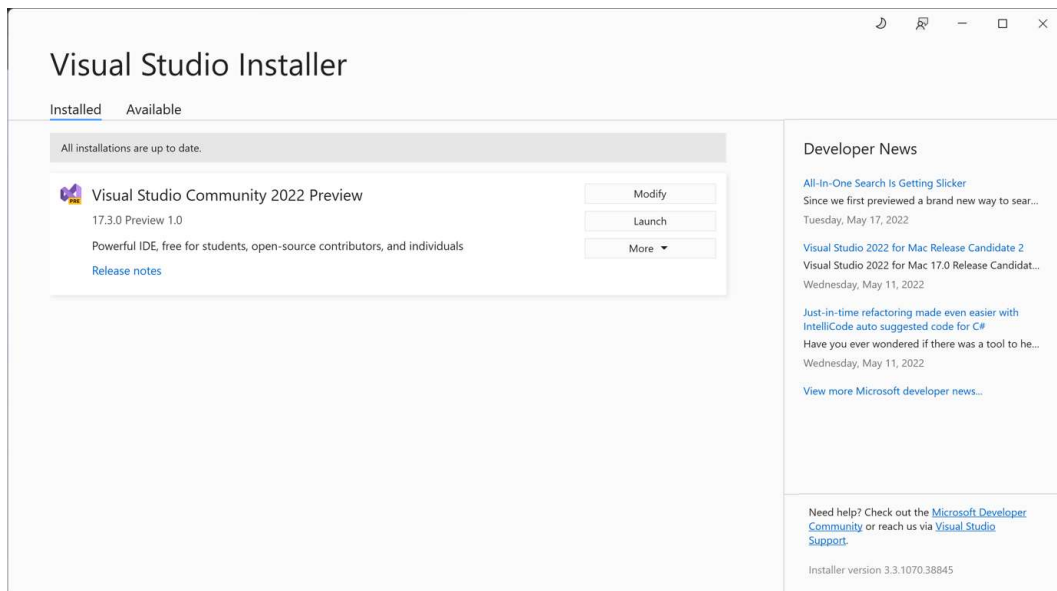 Visual Studio Installer
Installed Available
All installations are up to date.
PRE
Visual Studio Community 2022 Preview
17.3.0 Preview 1.0
Powerful IDE, free for students, open-source contributors, and individuals
Release notes
Modify
Launch
More
Developer News
All-In-One Search Is Getting Slicker
Since we first previewed a brand new way to sear...
Tuesday, May 17, 2022
Visual Studio 2022 for Mac Release Candidate 2
Visual Studio 2022 for Mac 17.0 Release Candidat...
Wednesday, May 11, 2022
Just-in-time refactoring made even easier with
IntelliCode auto suggested code for C#
Have you ever wondered if there was a tool to he...
Wednesday, May 11, 2022
View more Microsoft developer news...
Need help? Check out the Microsoft Developer
Community or reach us via Visual Studio
Support.
Installer version 3.3.1070.38845